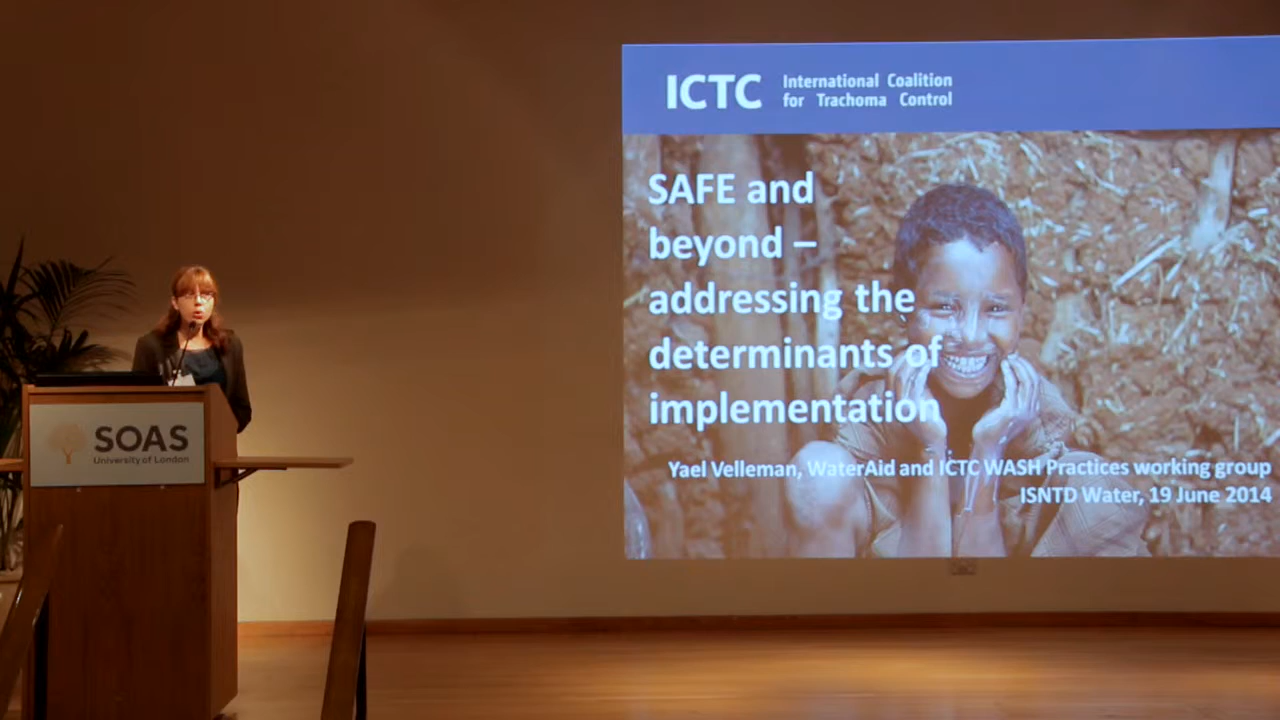 ICTC
International Coalition
for Trachoma Control
SAFE and
beyond –
addressing the
determinants of
implementation
Yael Velleman, WaterAid and ICTC WASH Practices working group
ISNTD Water, 19 June 2014
SOAS
University of London